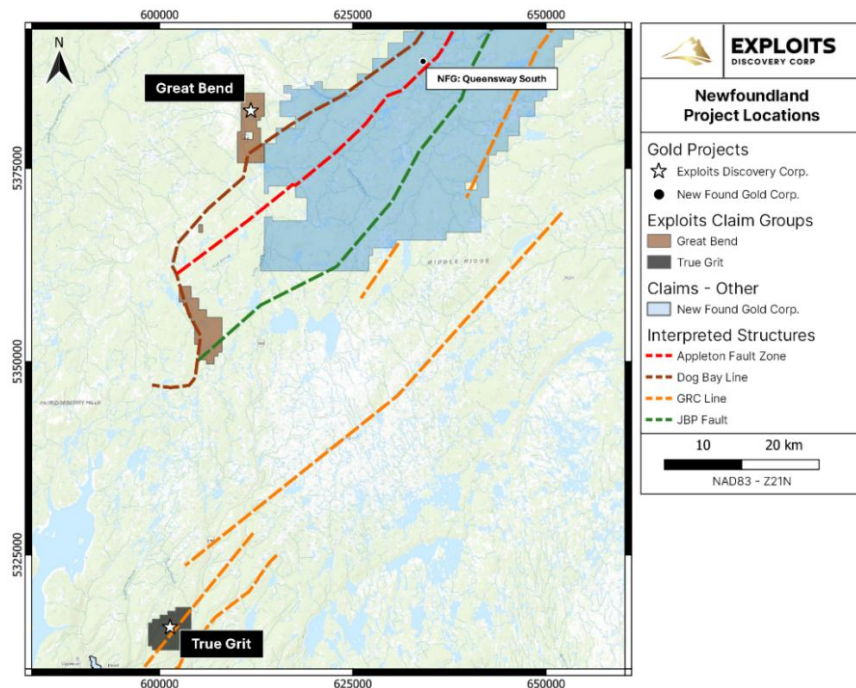 600000 625000 650000
N
Great Bend
NFG: Queensway South
5375000
5350000
5325000
True Grit
600000 625000 650000
EXPLOITS
DISCOVERY CORP
Newfoundland
Project Locations
Gold Projects
Exploits Discovery Corp.
New Found Gold Corp.
Exploits Claim Groups
Great Bend
True Grit
Claims - Other
New Found Gold Corp.
Interpreted Structures
Appleton Fault Zone
Dog Bay Line
GRC Line
JBP Fault
10 20 km
NAD83 - Z21N